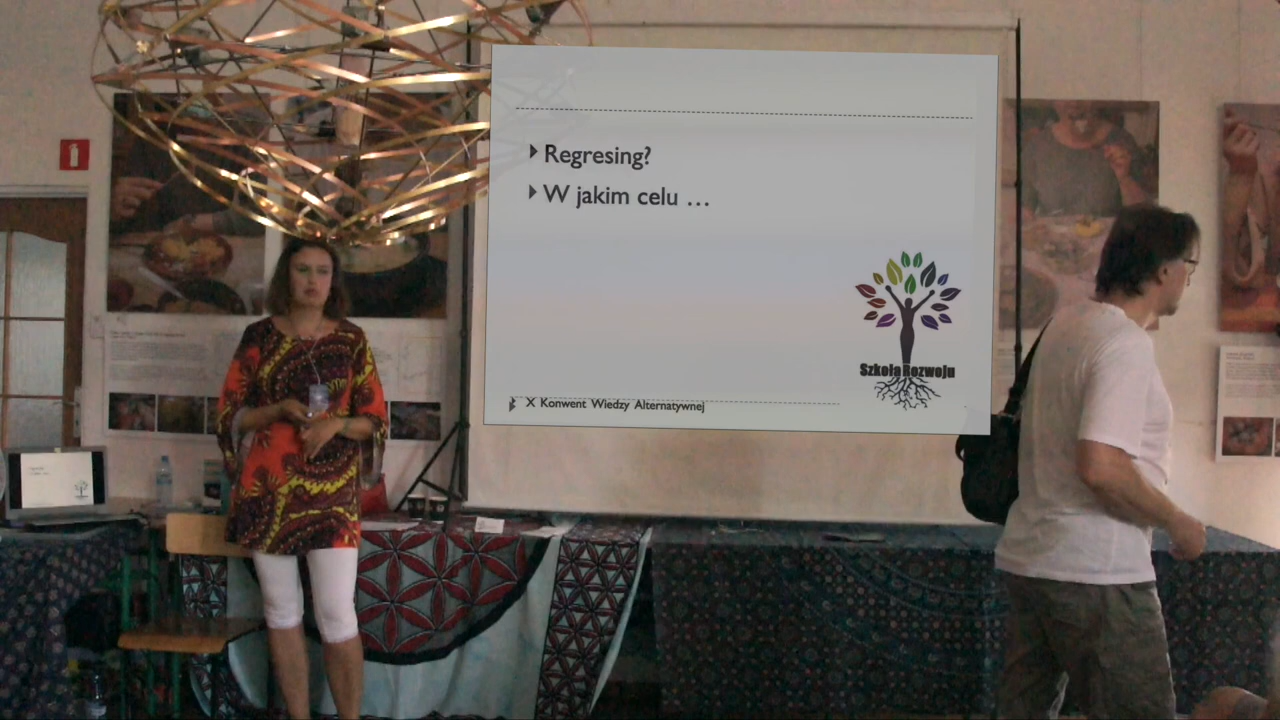 Regresing?
W jakim celu …
Szkoła Rozwoju
X Konwent Wiedzy Alternatywnej